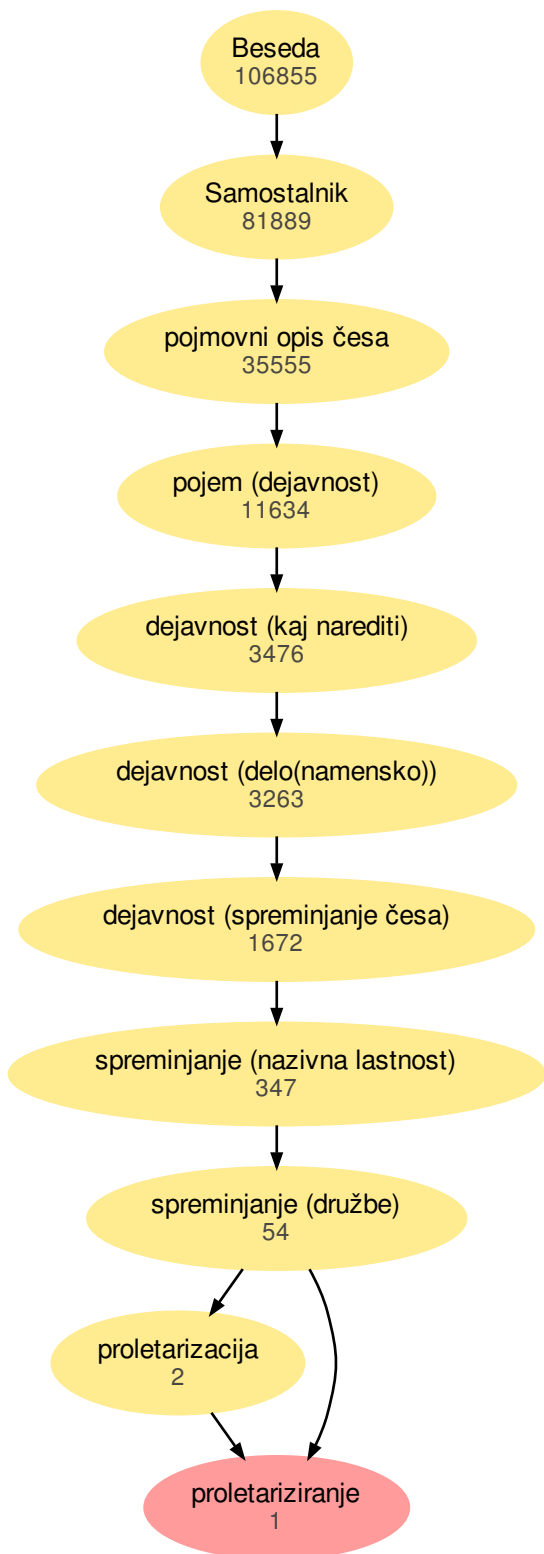 Beseda
106855
Samostalnik
81889
pojmovni opis česa
35555
pojem (dejavnost)
11634
dejavnost (kaj narediti)
3476
dejavnost (delo(namensko))
3263
dejavnost (spreminjanje česa)
1672
spreminjanje (nazivna lastnost)
347
spreminjanje (družbe)
54
proletarizacija
2
proletariziranje
1